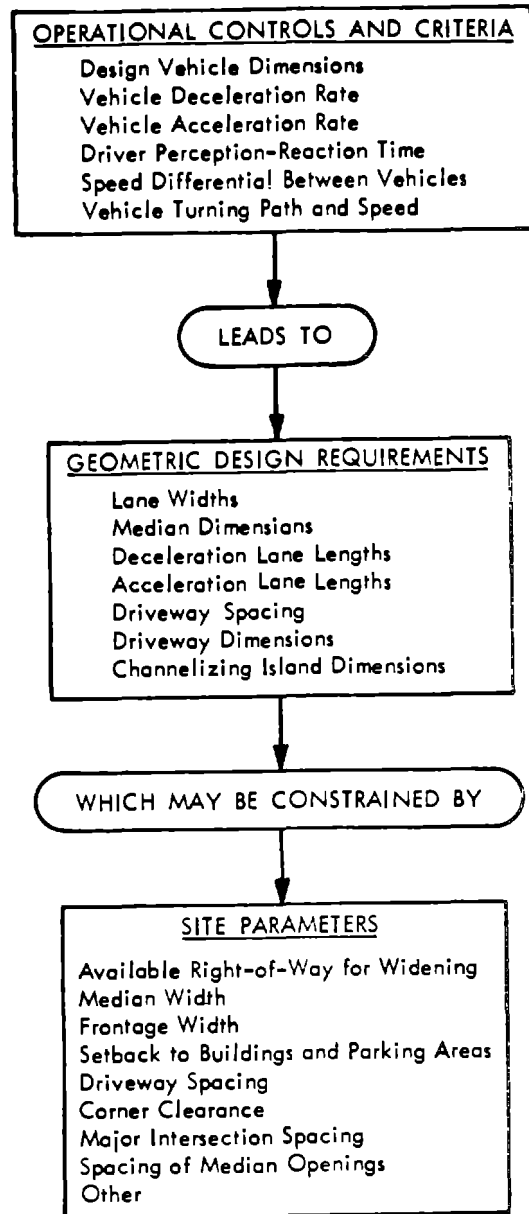 OPERATIONAL CONTROLS AND CRITERIA
Design Vehicle Dimensions
Vehicle Deceleration Rate
Vehicle Acceleration Rate
Driver Perception-Reaction Time
Speed Differential Between Vehicles
Vehicle Turning Path and Speed
LEADS TO
GEOMETRIC DESIGN REQUIREMENTS
Lane Widths
Median Dimensians
Deceleration Lane Lengths
Acceleration Lane Lengths
Driveway Spacing
Driveway Dimensions
Channelizing Island Dimensions
WHICH MAY BE CONSTRAINED BY
SITE PARAMETERS
Available Right-of-Way for Widening
Median Width
Frontage Width
Setback to Buildings and Parking Areas
Driveway Spacing
Corner Clearance
Major Intersection Spacing
Spacing of Median Openings
Other